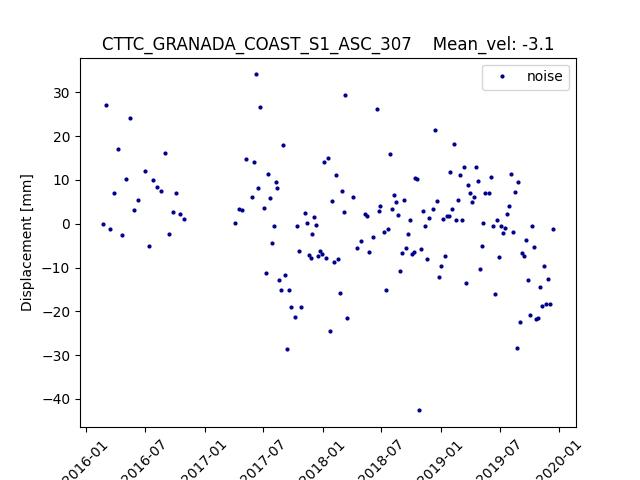 CTTC_GRANADA_COAST_S1_ASC_307 Mean_vel: -3.1
noise
Displacement [mm]
30
20
10
0
−10
−20
−30
−40
2016-01 2016-07 2017-01 2017-07 2018-01 2018-07 2019-01 2019-07 2020-01